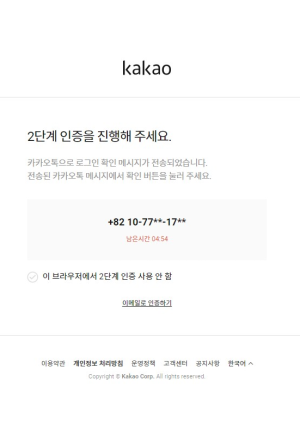 kakao
2단계 인증을 진행해 주세요.
카카오톡으로 로그인 확인 메시지가 전송되었습니다.
전송된 카카오톡 메시지에서 확인 버튼을 눌러 주세요.
+82 10-77**-17**
남은시간 04:54
이 브라우저에서 2단계 인증 사용 안 함
이메일로 인증하기
이용약관 개인정보 처리방침 운영정책 고객센터 공지사항 한국어
Copyright © Kakao Corp. All rights reserved.